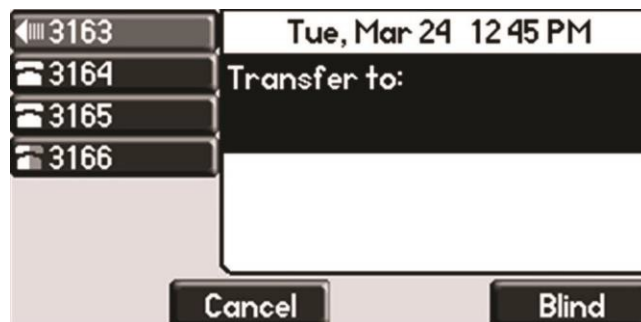 3163
3164
3165
3166
Tue, Mar 24 12 45 PM
Transfer to:
Cancel
Blind